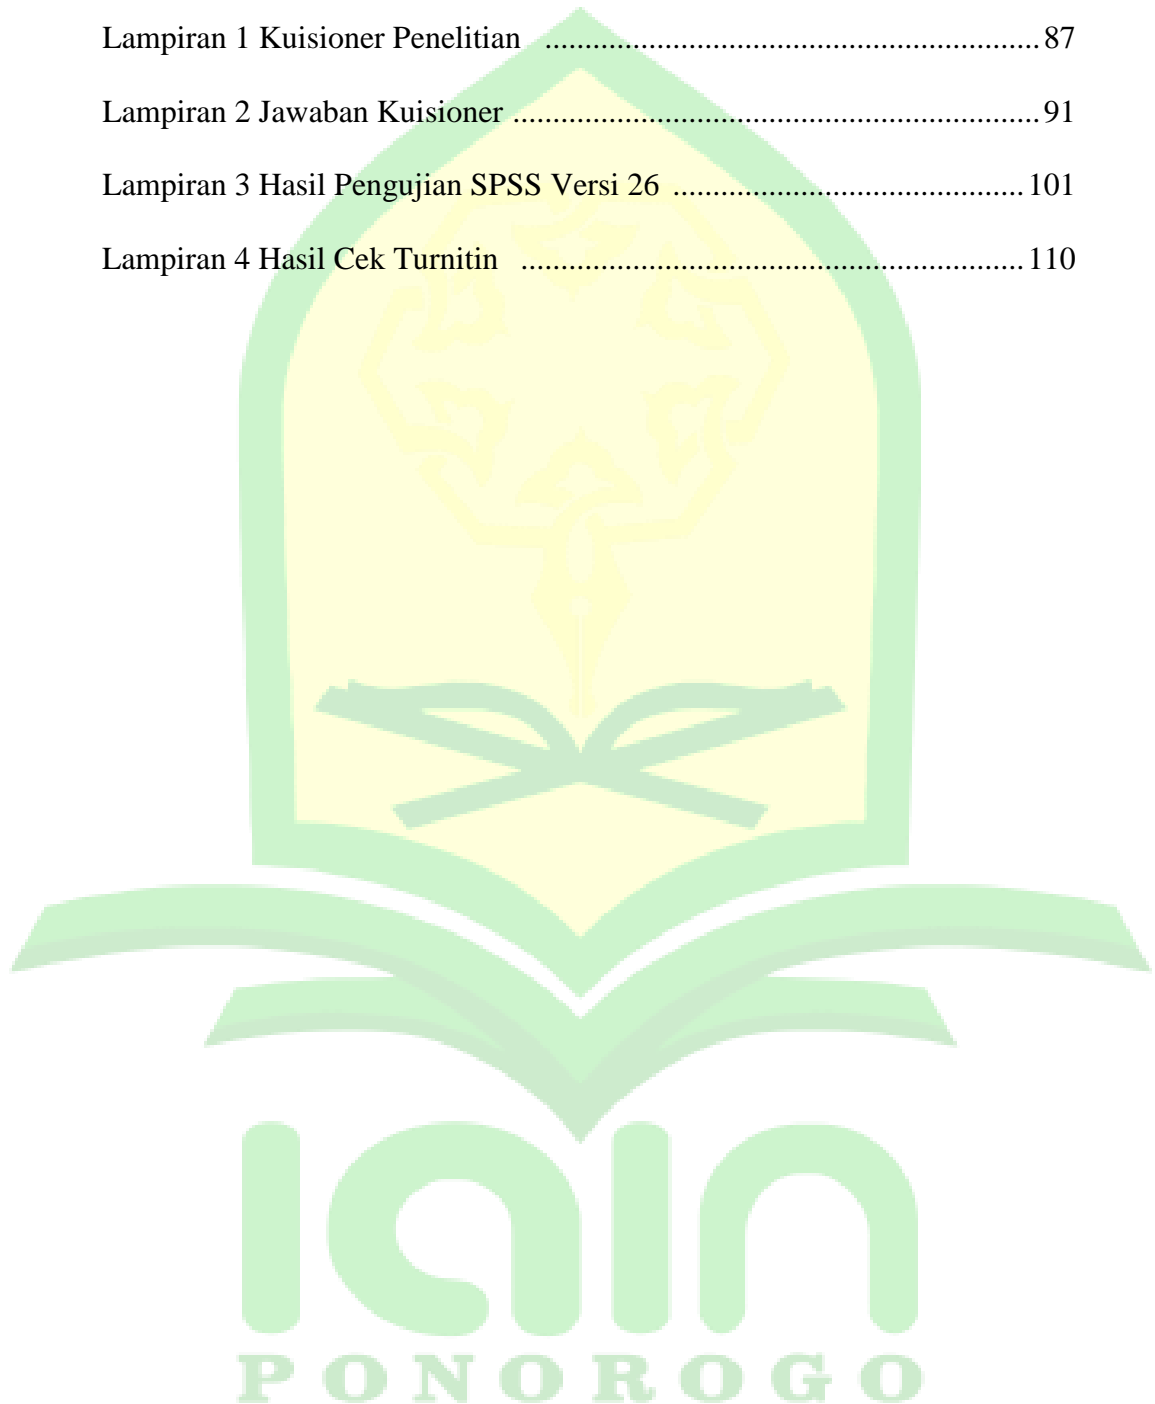 Lampiran 1 Kuisioner Penelitian ............................................................... 87
Lampiran 2 Jawaban Kuisioner ................................................................... 91
Lampiran 3 Hasil Pengujian SPSS Versi 26 ............................................. 101
Lampiran 4 Hasil Cek Turnitin ................................................................ 110
iain
PONOROGO